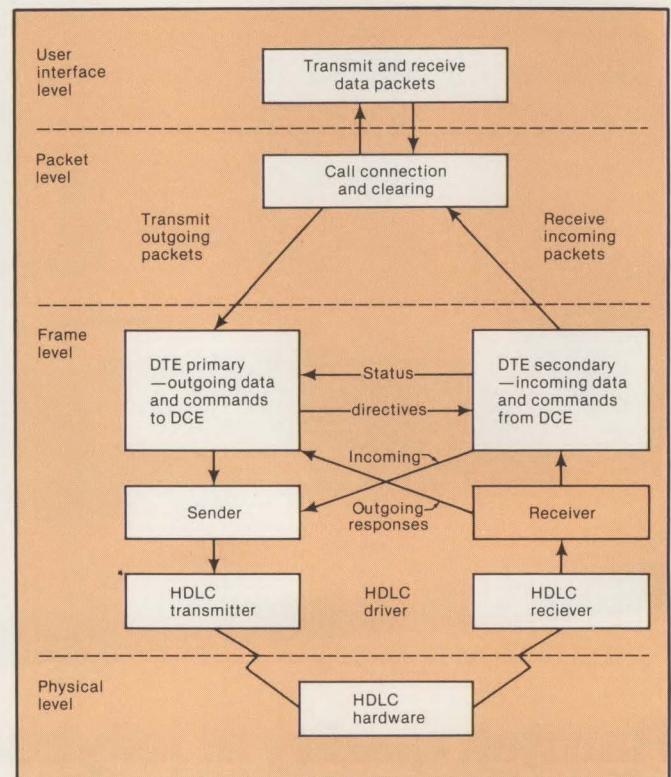 User
interface
level
Transmit and receive
data packets
Packet
level
Call connection
and clearing
Transmit
outgoing
packets
Receive
incoming
packets
Frame
level
DTE primary
—outgoing data
and commands
to DCE
Status
directives
DTE secondary
—incoming data
and commands
from DCE
Incoming
Outgoing
responses
Sender
Receiver
HDLC
transmitter
HDLC
driver
HDLC
reciever
Physical
level
HDLC
hardware